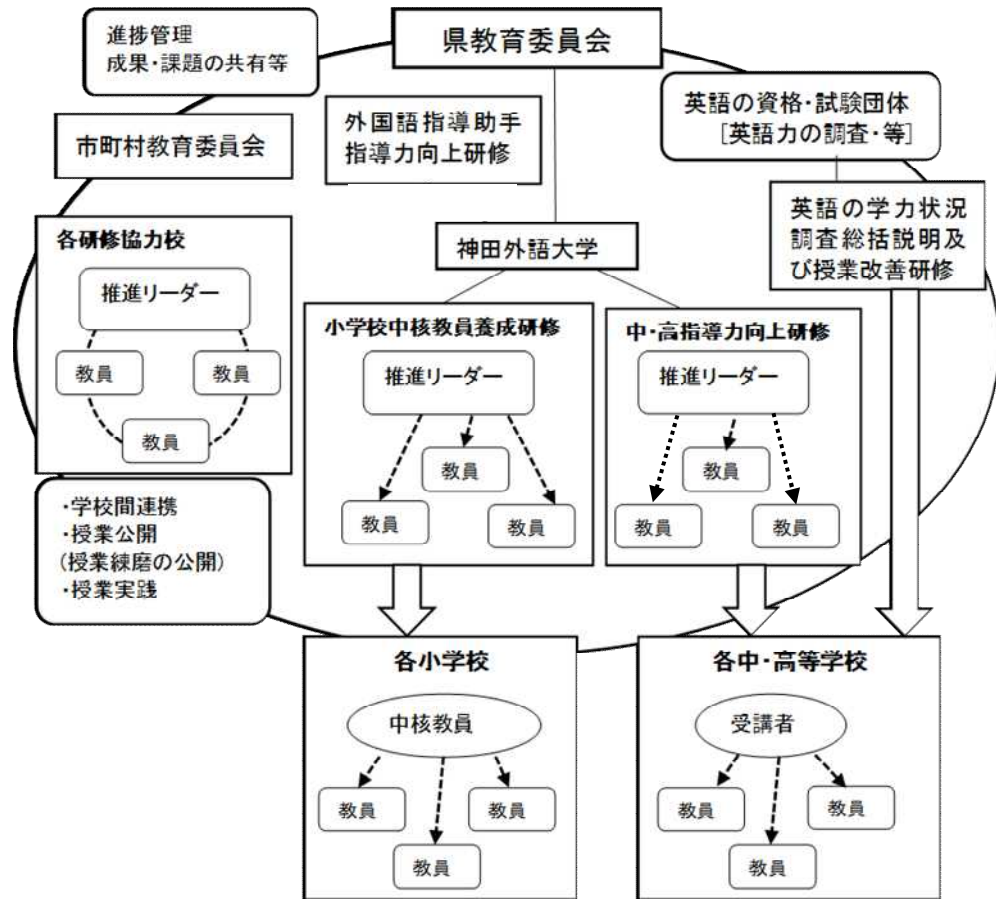 進捗管理
成果・課題の共有等
県教育委員会
英語の資格・試験団体
[英語力の調査・等]
外国語指導助手
指導力向上研修
市町村教育委員会
英語の学力状況
調査総括説明及
び授業改善研修
各研修協力校
推進リーダー
教員
教員
教員
神田外語大学
小学校中核教員養成研修
推進リーダー
教員
教員
教員
中・高指導力向上研修
推進リーダー
教員
教員
教員
・学校間連携
・授業公開
(授業練磨の公開)
・授業実践
各小学校
中核教員
教員
教員
教員
各中・高等学校
受講者
教員
教員
教員